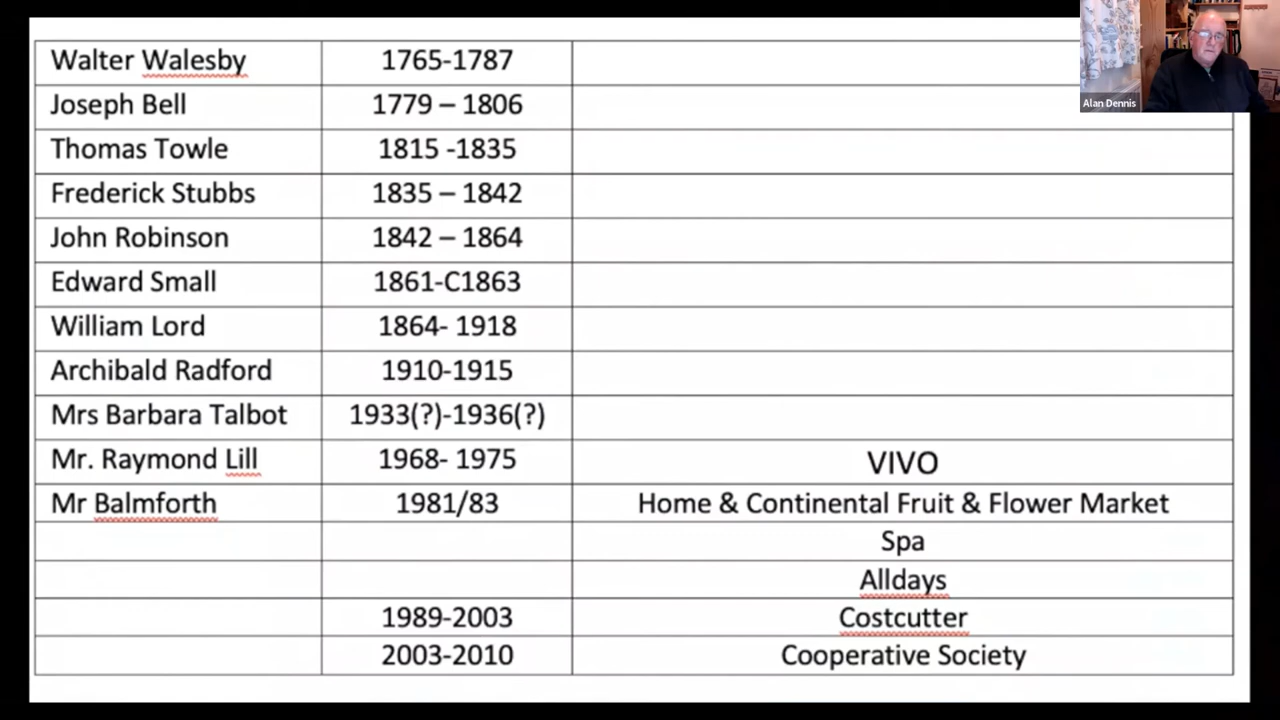 Walter Walesby 1765-1787
Joseph Bell 1779 – 1806
Thomas Towle 1815 -1835
Frederick Stubbs 1835 – 1842
John Robinson 1842 – 1864
Edward Small 1861-C1863
William Lord 1864- 1918
Archibald Radford 1910-1915
Mrs Barbara Talbot 1933(?)-1936(?)
Mr. Raymond Lill 1968- 1975 VIVO
Mr Balmforth 1981/83 Home & Continental Fruit & Flower Market
Spa
Alldays
1989-2003 Costcutter
2003-2010 Cooperative Society
Alan Dennis